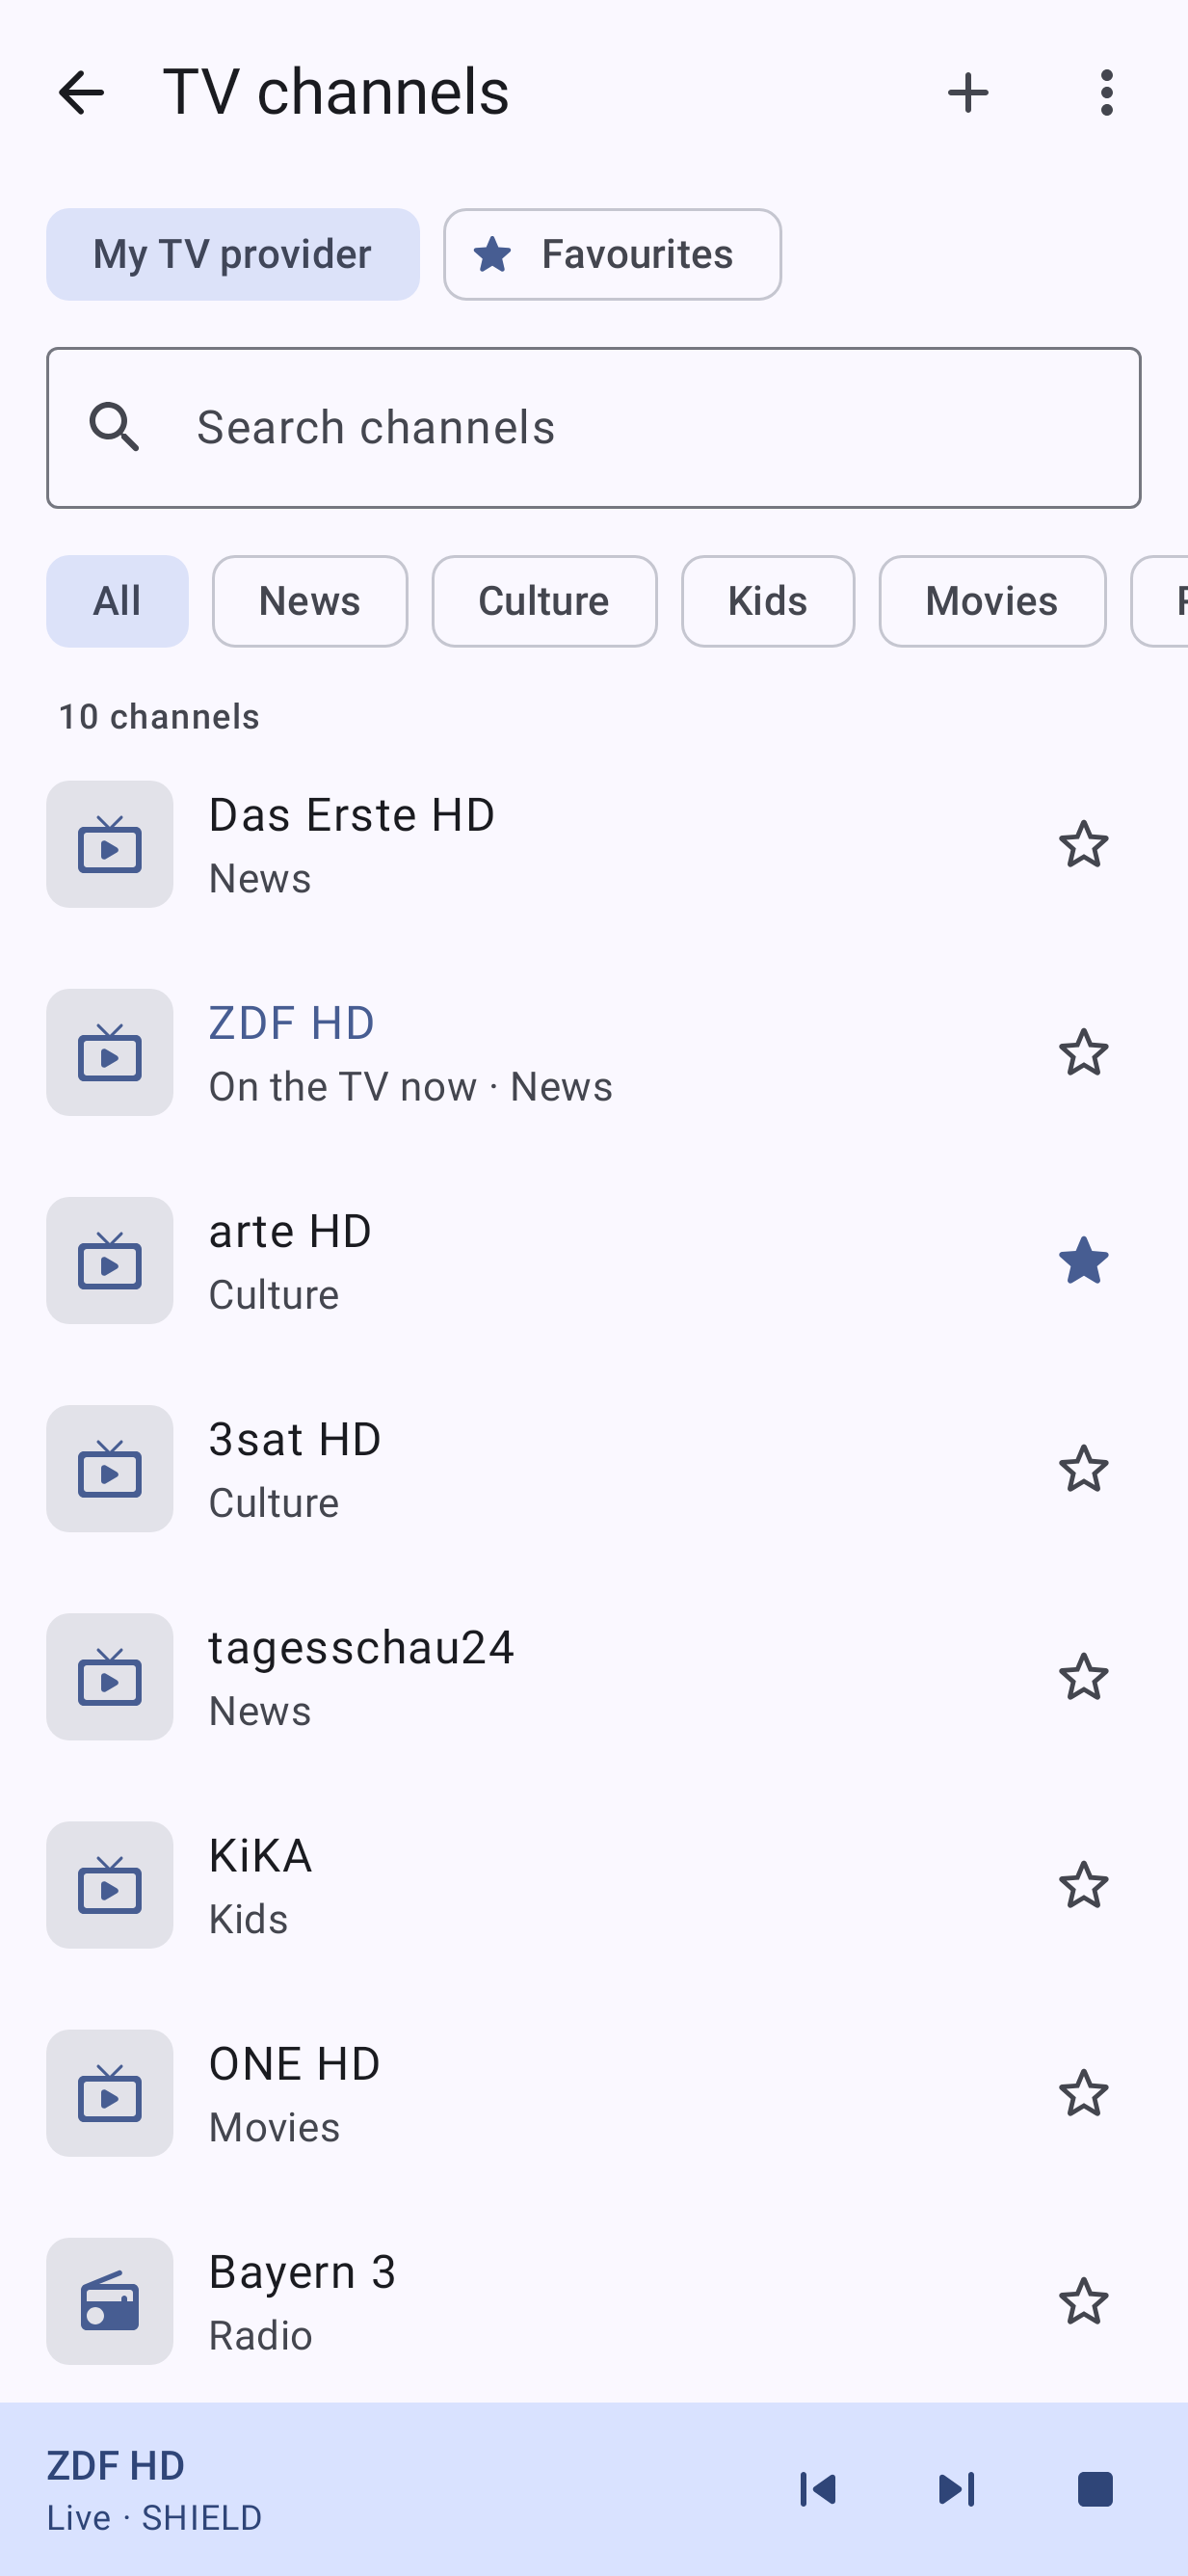 TV channels
My TV provider
Favourites
Search channels
All
News
Culture
Kids
Movies
10 channels
Das Erste HD
News
ZDF HD
On the TV now · News
arte HD
Culture
3sat HD
Culture
tagesschau24
News
KiKA
Kids
ONE HD
Movies
Bayern 3
Radio
ZDF HD
Live · SHIELD